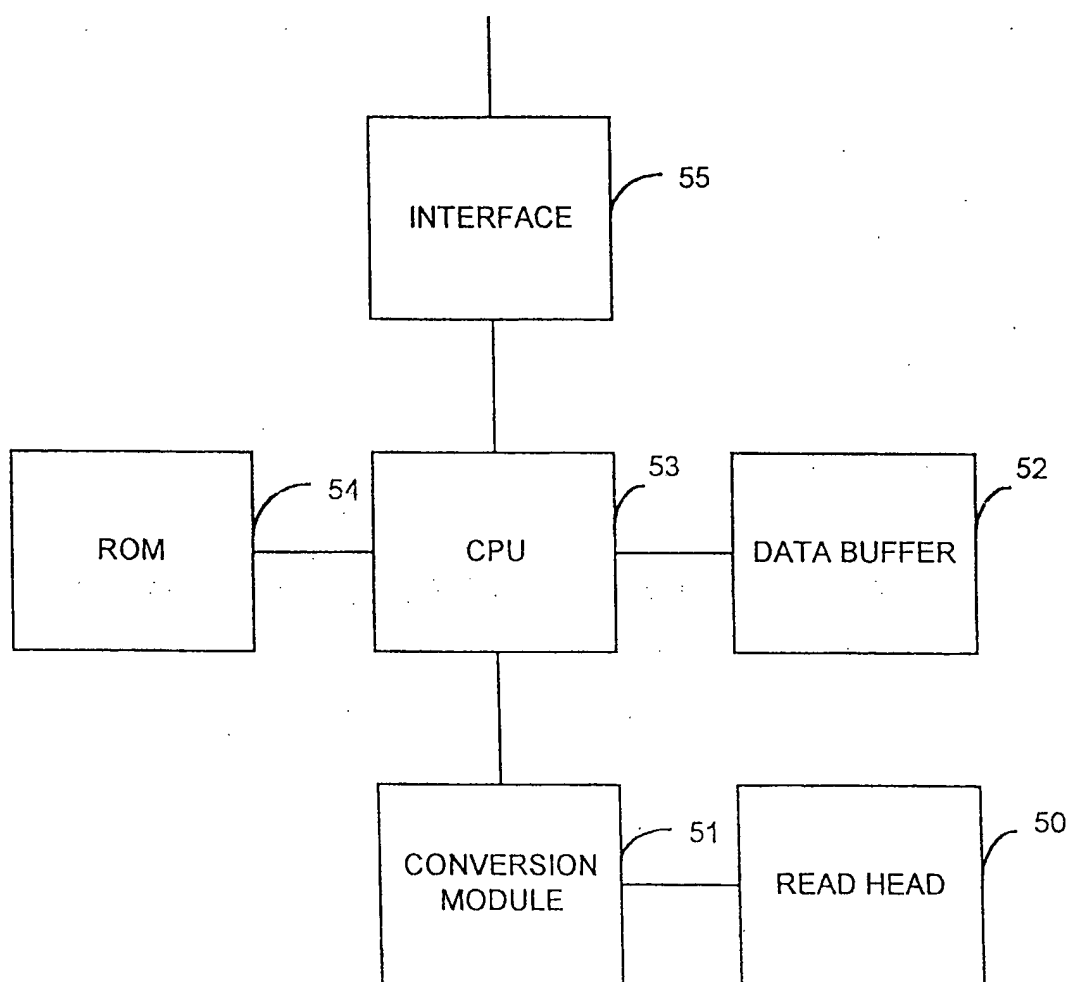 55
INTERFACE
53
52
54
ROM
CPU
DATA BUFFER
51
50
CONVERSION
MODULE
READ HEAD